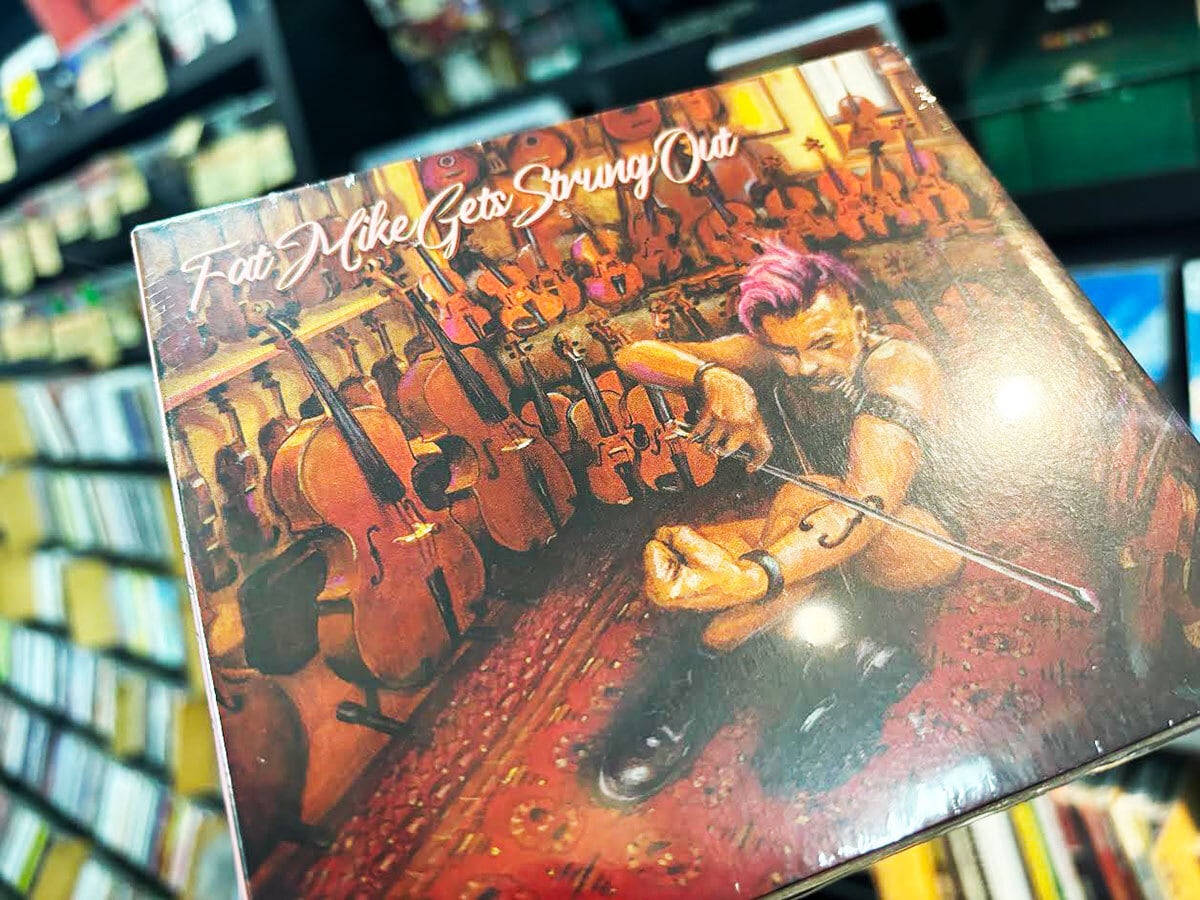 Fat Mike Gets Strung Out